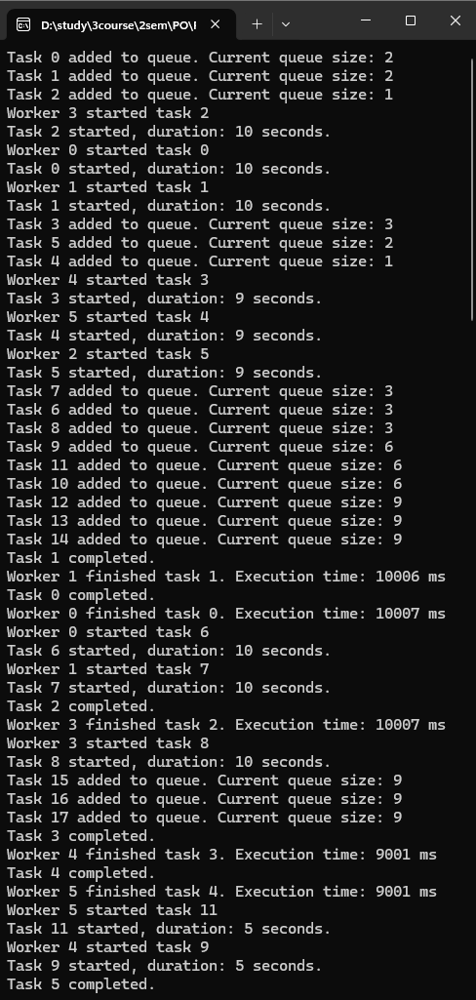 D:\study\3course\2sem\PO\I
Task 0 added to queue. Current queue size: 2
Task 1 added to queue. Current queue size: 2
Task 2 added to queue. Current queue size: 1
Worker 3 started task 2
Task 2 started, duration: 10 seconds.
Worker 0 started task 0
Task 0 started, duration: 10 seconds.
Worker 1 started task 1
Task 1 started, duration: 10 seconds.
Task 3 added to queue. Current queue size: 3
Task 5 added to queue. Current queue size: 2
Task 4 added to queue. Current queue size: 1
Worker 4 started task 3
Task 3 started, duration: 9 seconds.
Worker 5 started task 4
Task 4 started, duration: 9 seconds.
Worker 2 started task 5
Task 5 started, duration: 9 seconds.
Task 7 added to queue. Current queue size: 3
Task 6 added to queue. Current queue size: 3
Task 8 added to queue. Current queue size: 3
Task 9 added to queue. Current queue size: 6
Task 11 added to queue. Current queue size: 6
Task 10 added to queue. Current queue size: 6
Task 12 added to queue. Current queue size: 9
Task 13 added to queue. Current queue size: 9
Task 14 added to queue. Current queue size: 9
Task 1 completed.
Worker 1 finished task 1. Execution time: 10006 ms
Task 0 completed.
Worker 0 finished task 0. Execution time: 10007 ms
Worker 0 started task 6
Task 6 started, duration: 10 seconds.
Worker 1 started task 7
Task 7 started, duration: 10 seconds.
Task 2 completed.
Worker 3 finished task 2. Execution time: 10007 ms
Worker 3 started task 8
Task 8 started, duration: 10 seconds.
Task 15 added to queue. Current queue size: 9
Task 16 added to queue. Current queue size: 9
Task 17 added to queue. Current queue size: 9
Task 3 completed.
Worker 4 finished task 3. Execution time: 9001 ms
Task 4 completed.
Worker 5 finished task 4. Execution time: 9001 ms
Worker 5 started task 11
Task 11 started, duration: 5 seconds.
Worker 4 started task 9
Task 9 started, duration: 5 seconds.
Task 5 completed.